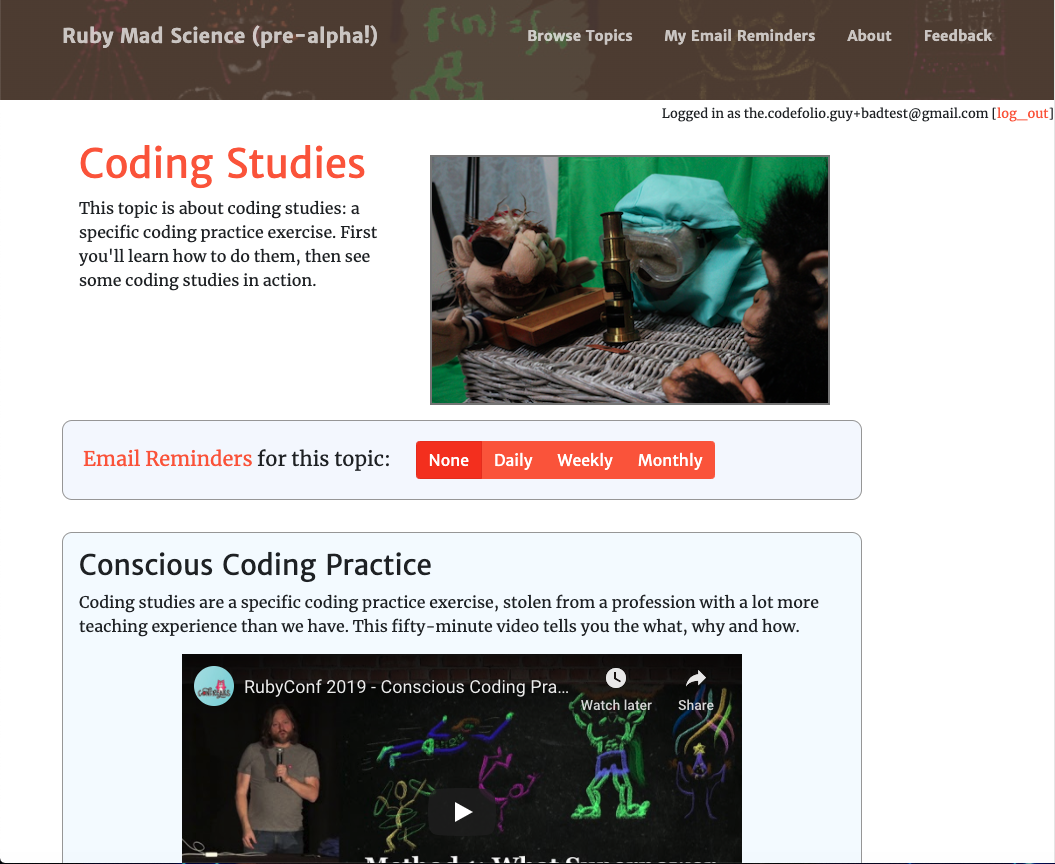 Ruby Mad Science (pre-alpha!)
Browse Topics
My Email Reminders
About
Feedback
f(n)
Logged in as the.codefolio.guy+badtest@gmail.com [log_out]
Coding Studies
This topic is about coding studies: a
specific coding practice exercise. First
you'll learn how to do them, then see
some coding studies in action.
Email Reminders for this topic:
None
Daily
Weekly
Monthly
Conscious Coding Practice
Coding studies are a specific coding practice exercise, stolen from a profession with a lot more
teaching experience than we have. This fifty-minute video tells you the what, why and how.
RubyConf 2019 - Conscious Coding Pra...
Watch later
Share